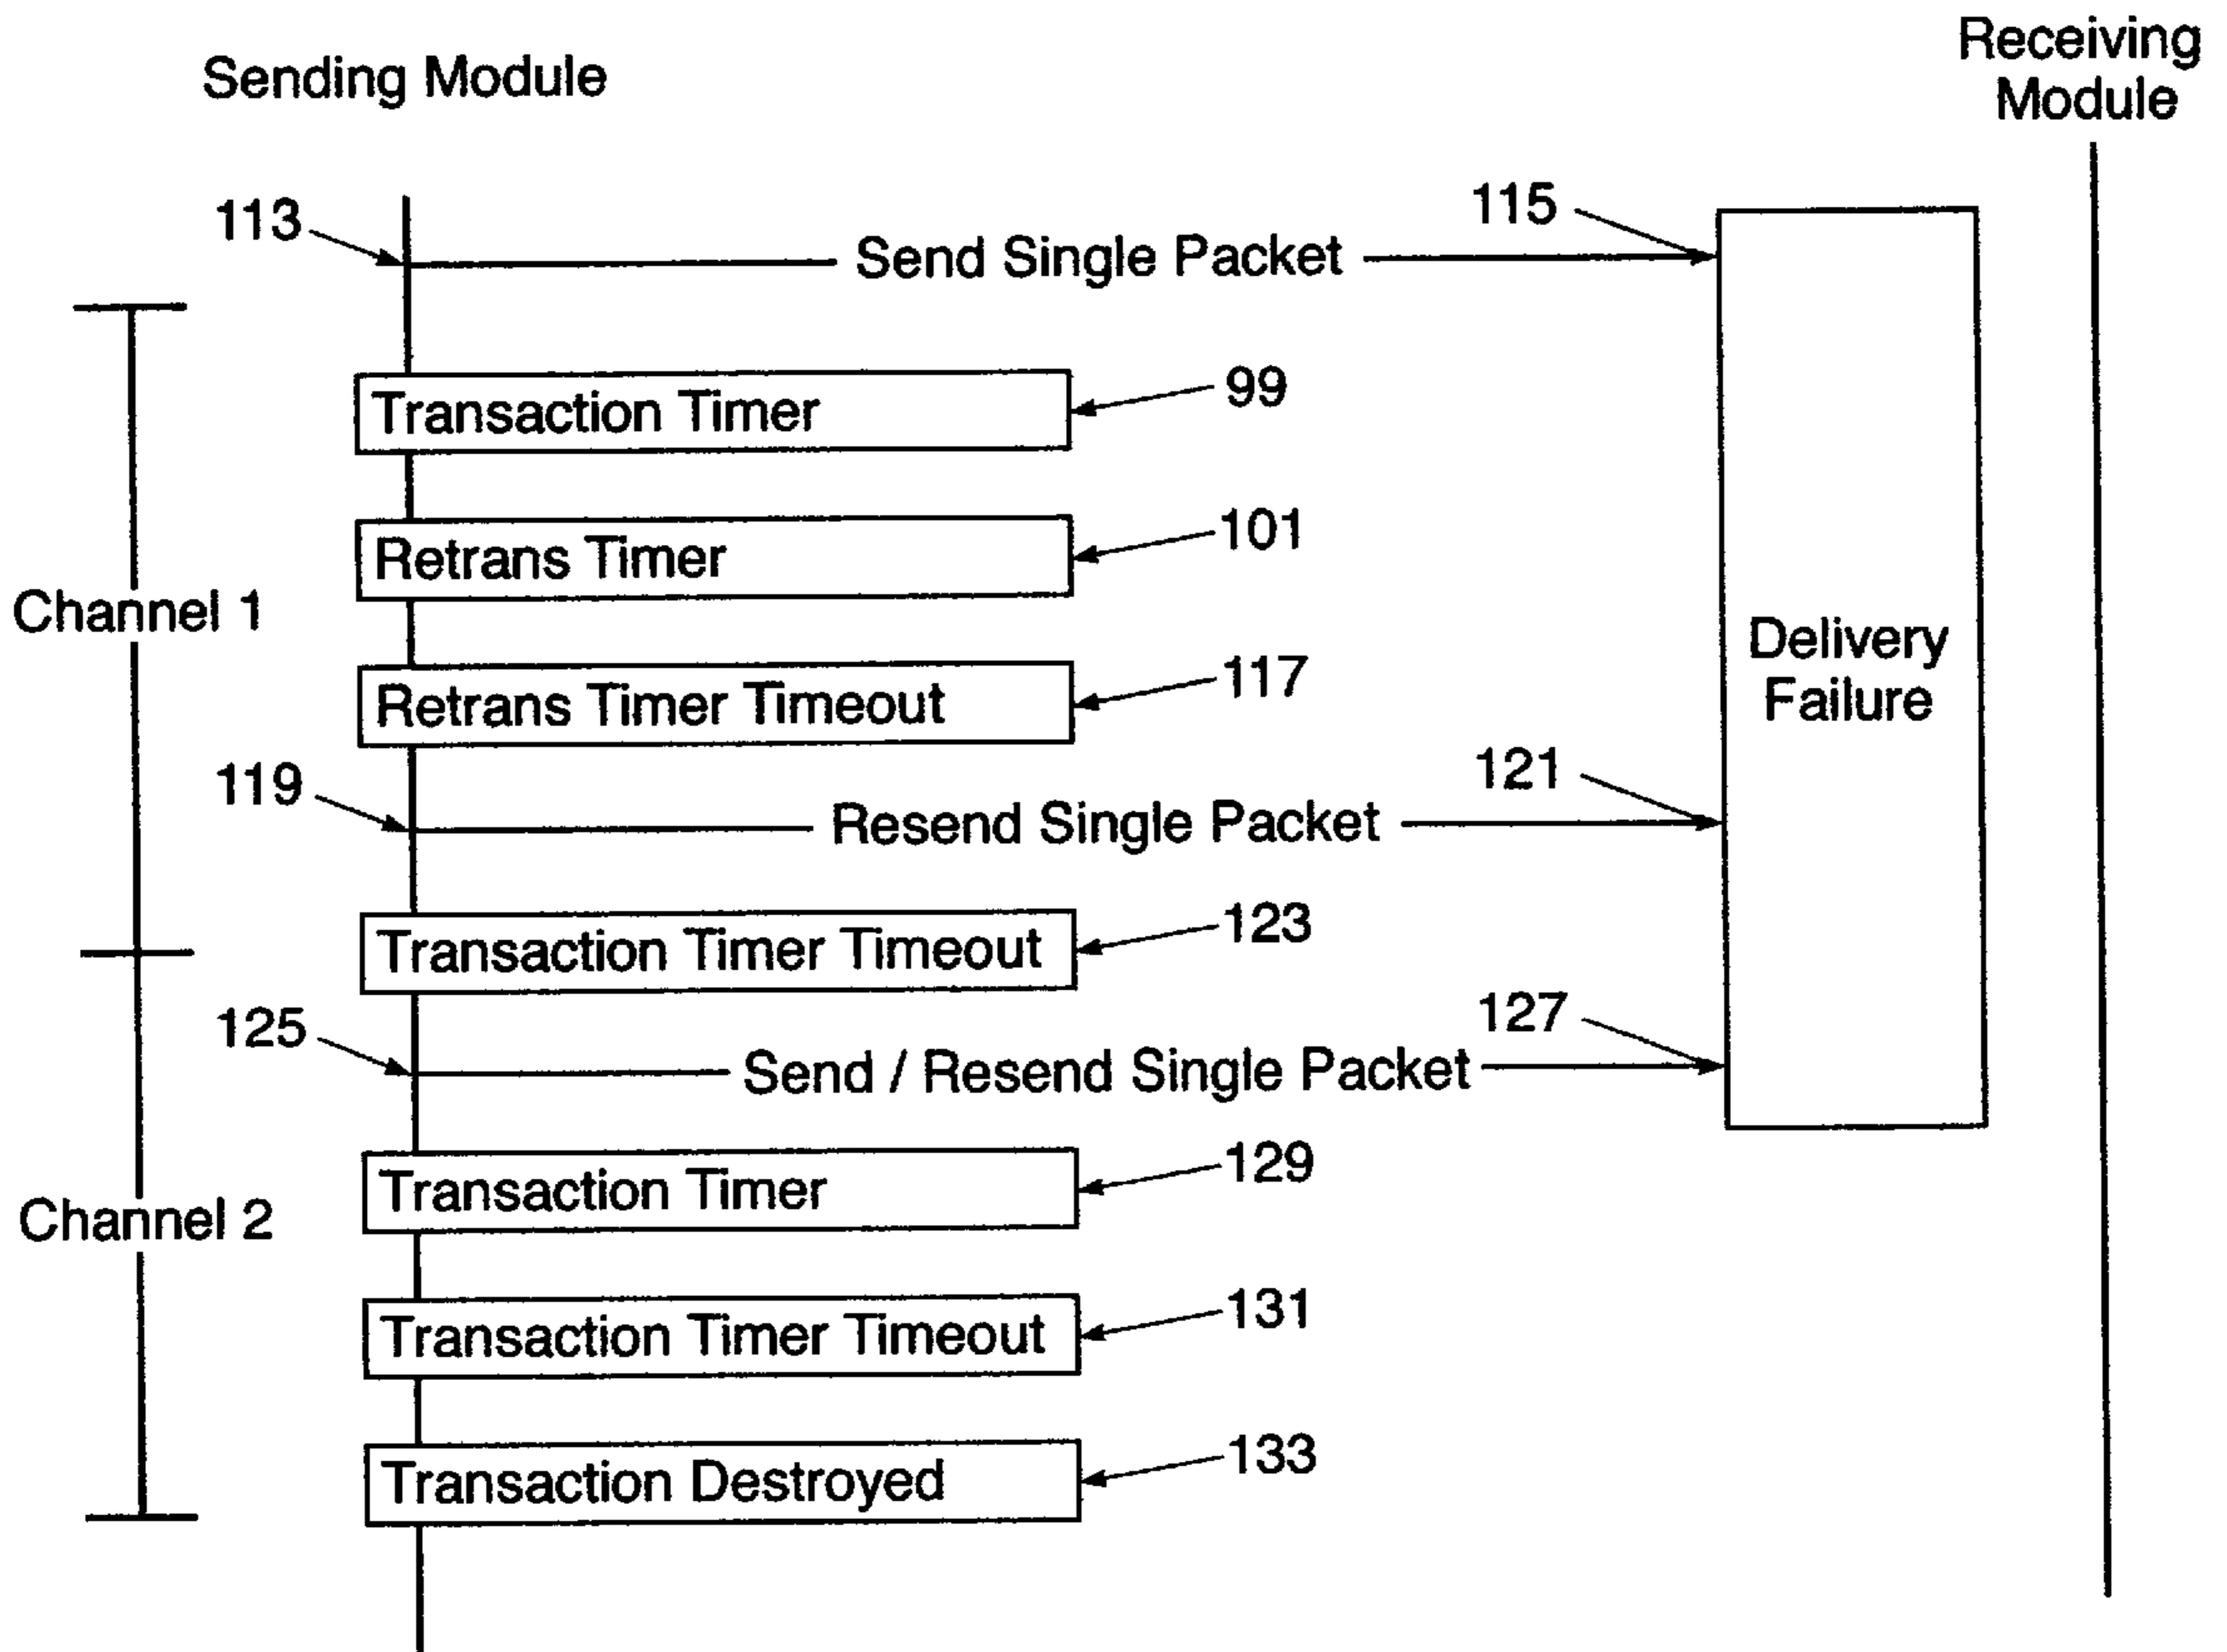 Sending Module
Receiving
Module
113
Send Single Packet
115
Transaction Timer
99
Retrans Timer
101
Channel 1
Retrans Timer Timeout
117
Delivery
Failure
119
Resend Single Packet
121
Transaction Timer Timeout
123
125
Send / Resend Single Packet
127
Transaction Timer
129
Channel 2
Transaction Timer Timeout
131
Transaction Destroyed
133